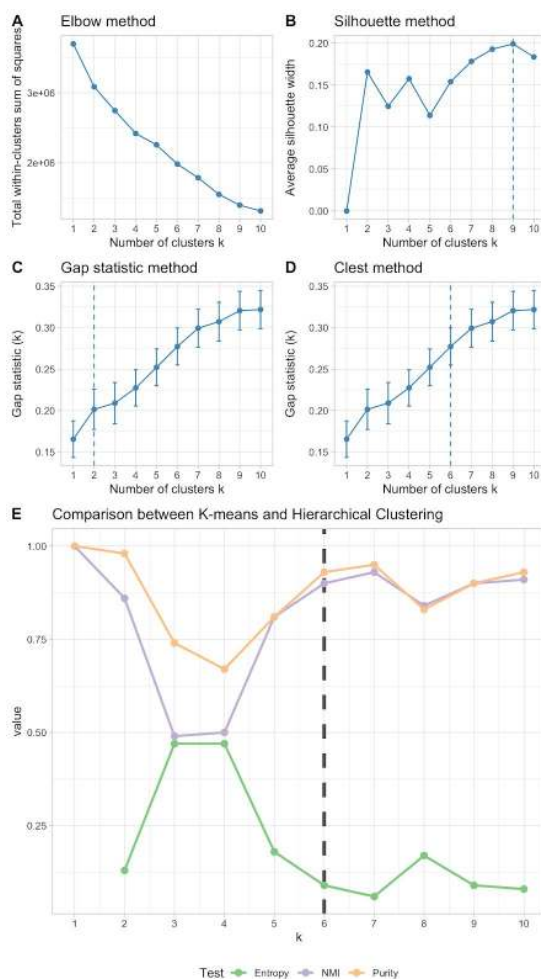 A Elbow method
Total within-clusters sum of squares
3e+06
2e+06
1 2 3 4 5 6 7 8 9 10
Number of clusters k
B Silhouette method
Average silhouette width
0.20
0.15
0.10
0.05
0.00
1 2 3 4 5 6 7 8 9 10
Number of clusters k
C Gap statistic method
Gap statistic (k)
0.35
0.30
0.25
0.20
0.15
1 2 3 4 5 6 7 8 9 10
Number of clusters k
D Clest method
Gap statistic (k)
0.35
0.30
0.25
0.20
0.15
1 2 3 4 5 6 7 8 9 10
Number of clusters k
E Comparison between K-means and Hierarchical Clustering
value
1.00
0.75
0.50
0.25
1 2 3 4 5 6 7 8 9 10
k
Test Entropy NMI Purity